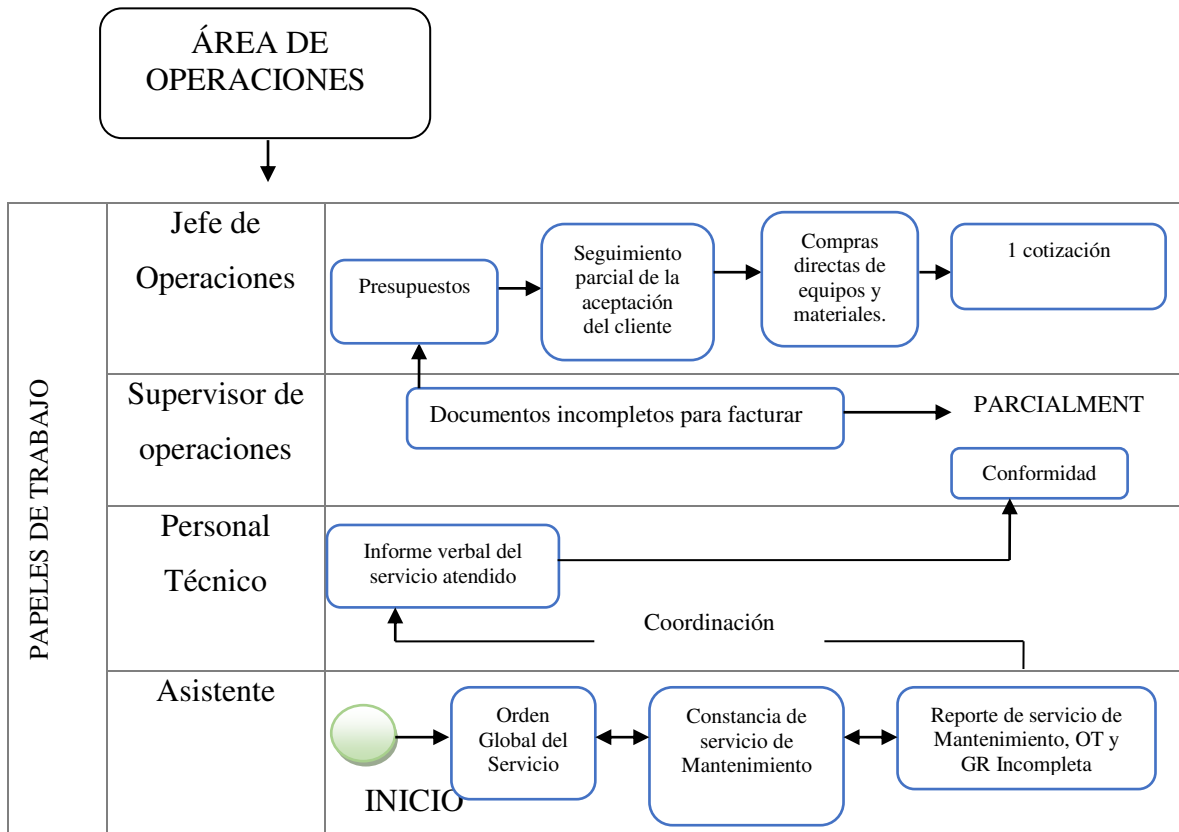 ÁREA DE
OPERACIONES
PAPELES DE TRABAJO
Jefe de
Operaciones
Presupuestos
Seguimiento
parcial de la
aceptación
del cliente
Compras
directas de
equipos y
materiales.
1 cotización
Supervisor de
operaciones
Documentos incompletos para facturar
PARCIALMENT
Conformidad
Personal
Técnico
Informe verbal del
servicio atendido
Coordinación
Asistente
INICIO
Orden
Global del
Servicio
Constancia de
servicio de
Mantenimiento
Reporte de servicio de
Mantenimiento, OT y
GR Incompleta